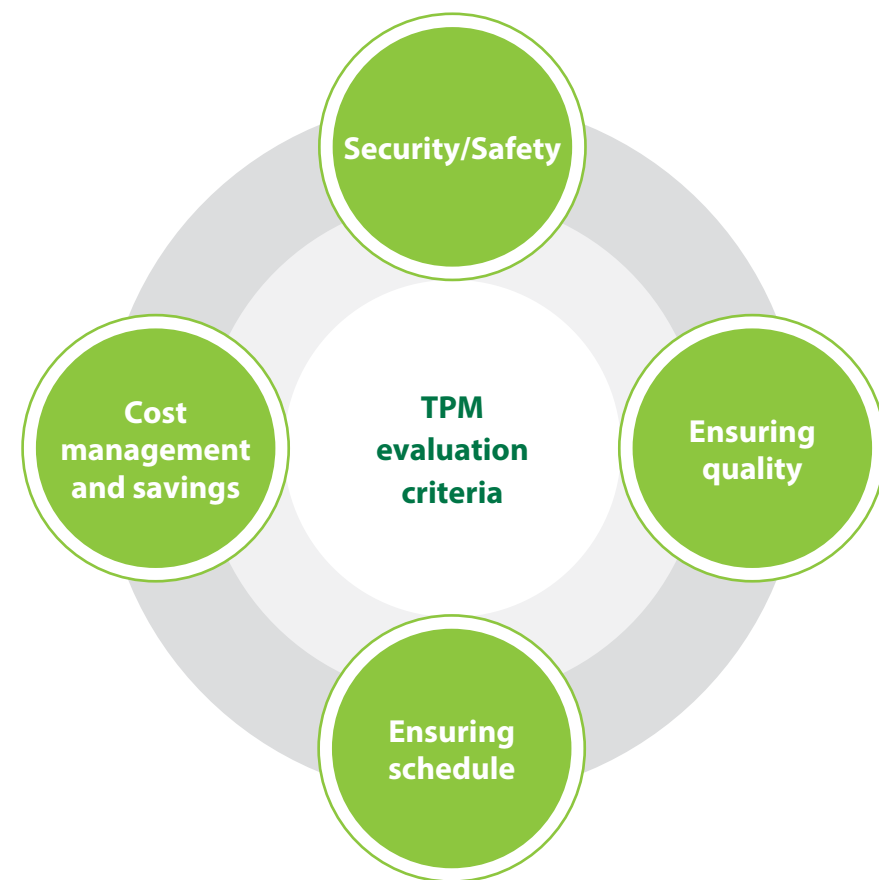 Security/Safety
Cost
management
and savings
TPM
evaluation
criteria
Ensuring
quality
Ensuring
schedule